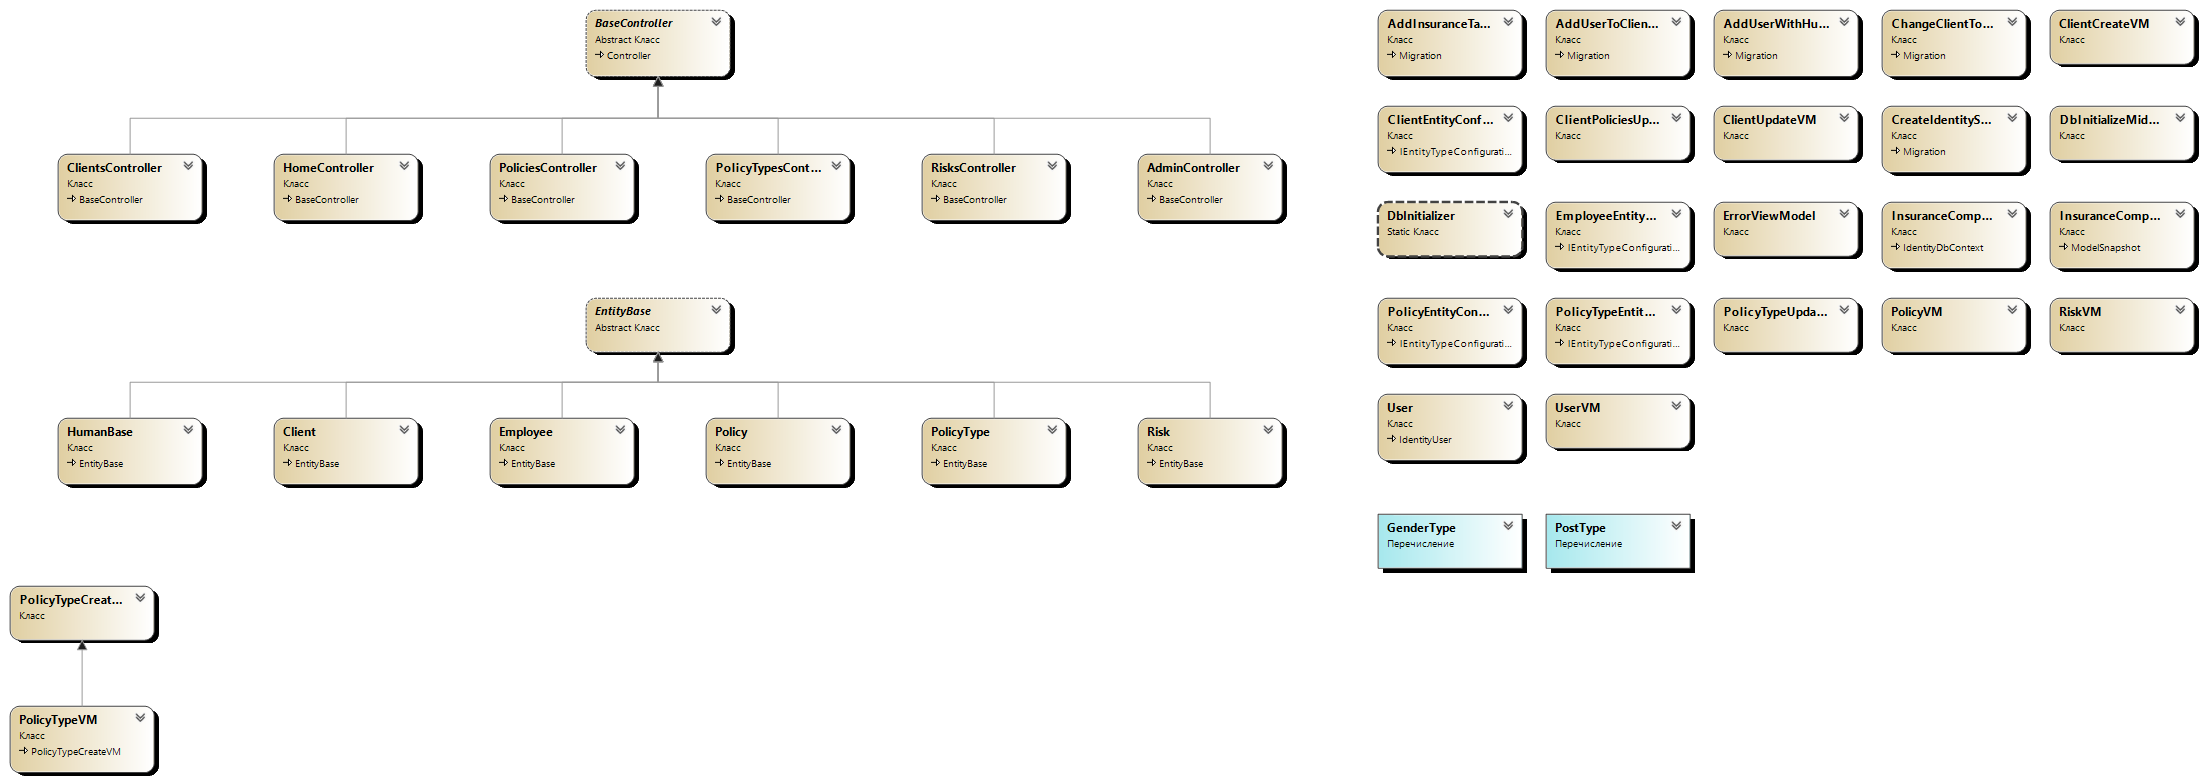 BaseController
Abstract Класс
Controller
ClientsController
Класс
BaseController
HomeController
Класс
BaseController
PoliciesController
Класс
BaseController
PolicyTypesCont...
Класс
BaseController
RisksController
Класс
BaseController
AdminController
Класс
BaseController
EntityBase
Abstract Класс
HumanBase
Класс
EntityBase
Client
Класс
EntityBase
Employee
Класс
EntityBase
Policy
Класс
EntityBase
PolicyType
Класс
EntityBase
Risk
Класс
EntityBase
PolicyTypeCreat...
Класс
PolicyTypeVM
Класс
PolicyTypeCreateVM
AddInsuranceTa...
Класс
Migration
AddUserToClien...
Класс
Migration
AddUserWithHu...
Класс
Migration
ChangeClientTo...
Класс
Migration
ClientCreateVM
Класс
ClientEntityConf...
Класс
IEntityTypeConfigurati...
ClientPoliciesUp...
Класс
ClientUpdateVM
Класс
CreateIdentityS...
Класс
Migration
DbInitializeMid...
Класс
DbInitializer
Static Класс
EmployeeEntity...
Класс
IEntityTypeConfigurati...
ErrorViewModel
Класс
InsuranceComp...
Класс
IdentityDbContext
InsuranceComp...
Класс
ModelSnapshot
PolicyEntityCon...
Класс
IEntityTypeConfigurati...
PolicyTypeEntit...
Класс
IEntityTypeConfigurati...
PolicyTypeUpda...
Класс
PolicyVM
Класс
RiskVM
Класс
User
Класс
IdentityUser
UserVM
Класс
GenderType
Перечисление
PostType
Перечисление